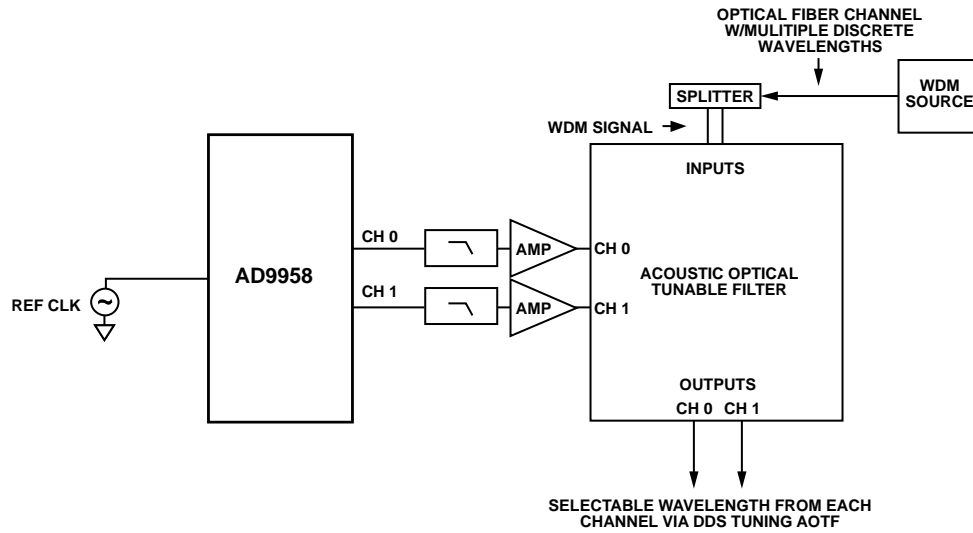 OPTICAL FIBER CHANNEL
W/MULITIPLE DISCRETE
WAVELENGTHS
WDM
SOURCE
SPLITTER
WDM SIGNAL
INPUTS
CH 0
AMP
CH 0
AD9958
ACOUSTIC OPTICAL
TUNABLE FILTER
CH 1
AMP
CH 1
REF CLK
OUTPUTS
CH 0 CH 1
SELECTABLE WAVELENGTH FROM EACH
CHANNEL VIA DDS TUNING AOTF